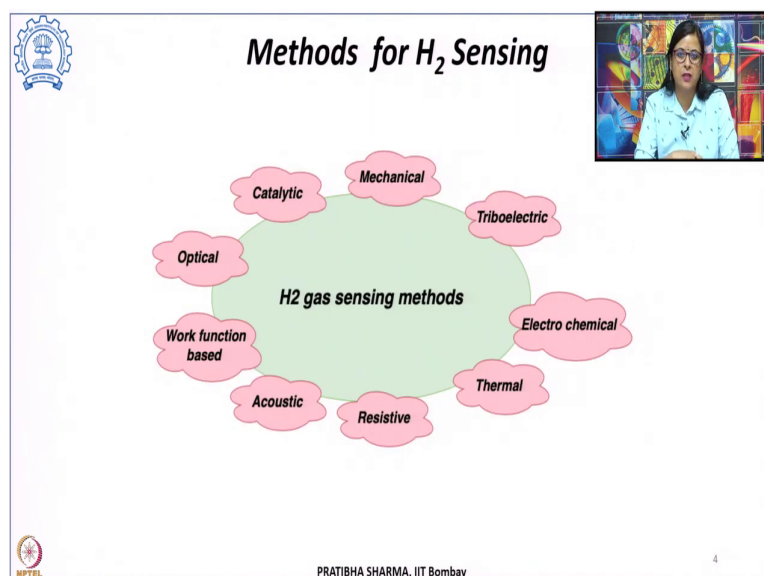 Methods for H2 Sensing
Mechanical
Catalytic
Triboelectric
Optical
H2 gas sensing methods
Electro chemical
Work function
based
Thermal
Acoustic
Resistive
NPTEL
PRATIBHA SHARMA, IIT Bombay
4